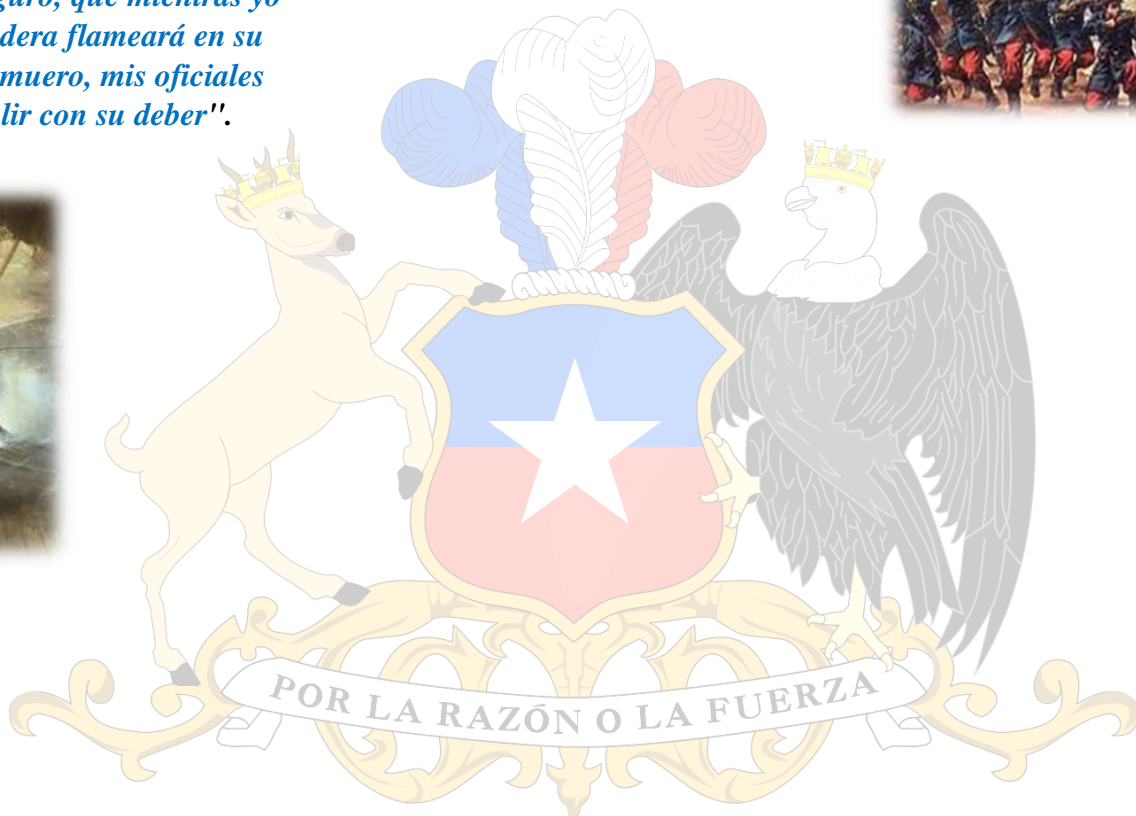 guro, que mientras yo
dera flameará en su
muero, mis oficiales
lir con su deber".
POR LA RAZÓN O LA FUERZA